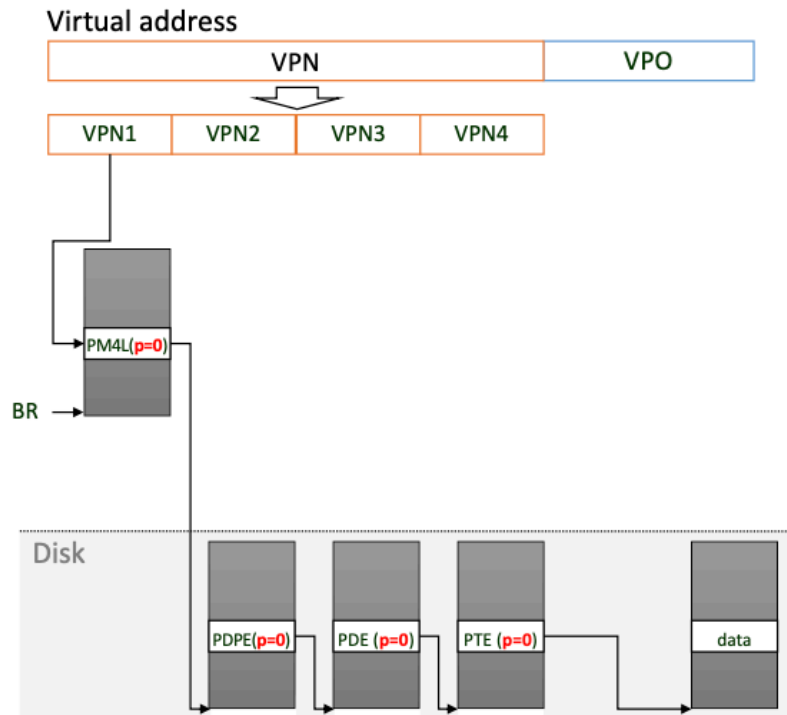 Virtual address
VPN VPO
VPN1 VPN2 VPN3 VPN4
PM4L(p=0)
BR
Disk
PDPE(p=0) PDE (p=0) PTE (p=0) data